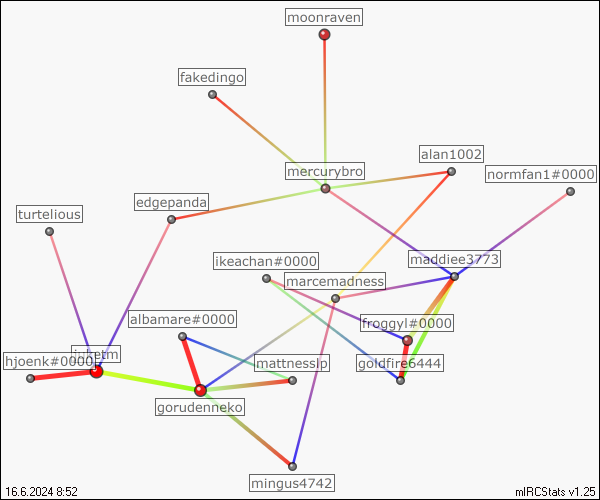 moonraven
fakedingo
alan1002
mercurybro
normfan1#0000
edgepanda
turtelious
maddiee3773
ikeachan#0000
marcemadness
albamare#0000
froggyl#0000
hjoenk#0000
mattnesslp
goldfire6444
gorudenneko
mingus4742
16.6.2024 8:52
mIRCStats v1.25